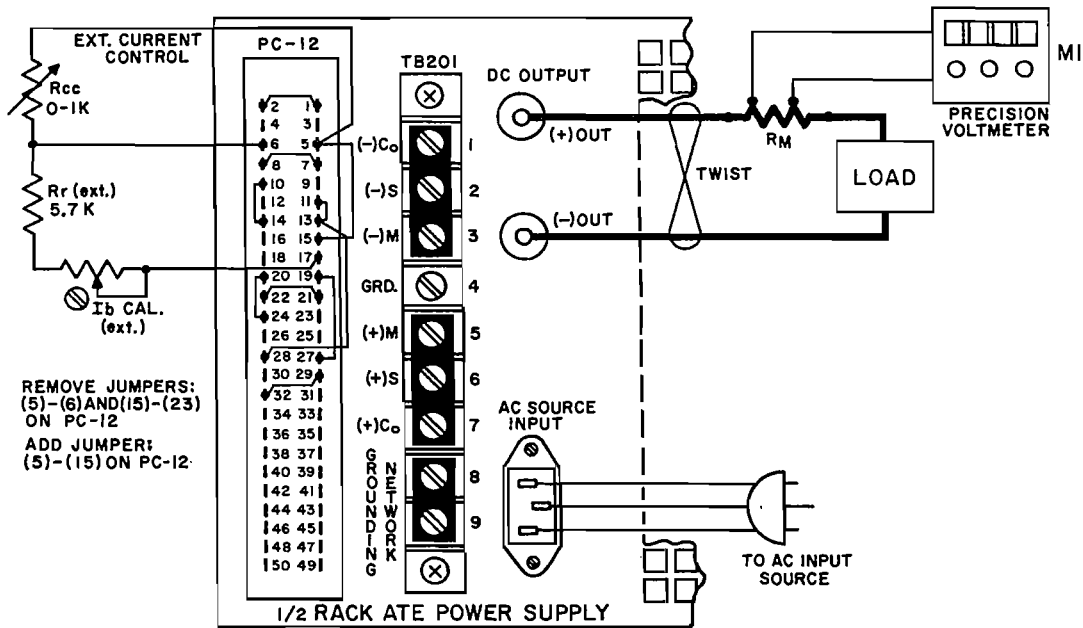 EXT. CURRENT
CONTROL
Rcc
0-1K
Rr (ext.)
5.7 K
Ib CAL.
(ext.)
REMOVE JUMPERS:
(5)-(6) AND (15)-(23)
ON PC-12
ADD JUMPER:
(5)-(15) ON PC-12
PC-12
2 1
4 3
6 5
8 7
10 9
12 11
14 13
16 15
18 17
20 19
22 21
24 23
26 25
28 27
30 29
32 31
34 33
36 35
38 37
40 39
42 41
44 43
46 45
48 47
50 49
TB201
(-)Co 1
(-)S 2
(-)M 3
GRD. 4
(+)M 5
(+)S 6
(+)Co 7
8
9
GROUNDING
NETWORK
DC OUTPUT
(+)OUT
(-)OUT
TWIST
RM
LOAD
M1
PRECISION
VOLTMETER
AC SOURCE
INPUT
TO AC INPUT
SOURCE
1/2 RACK ATE POWER SUPPLY